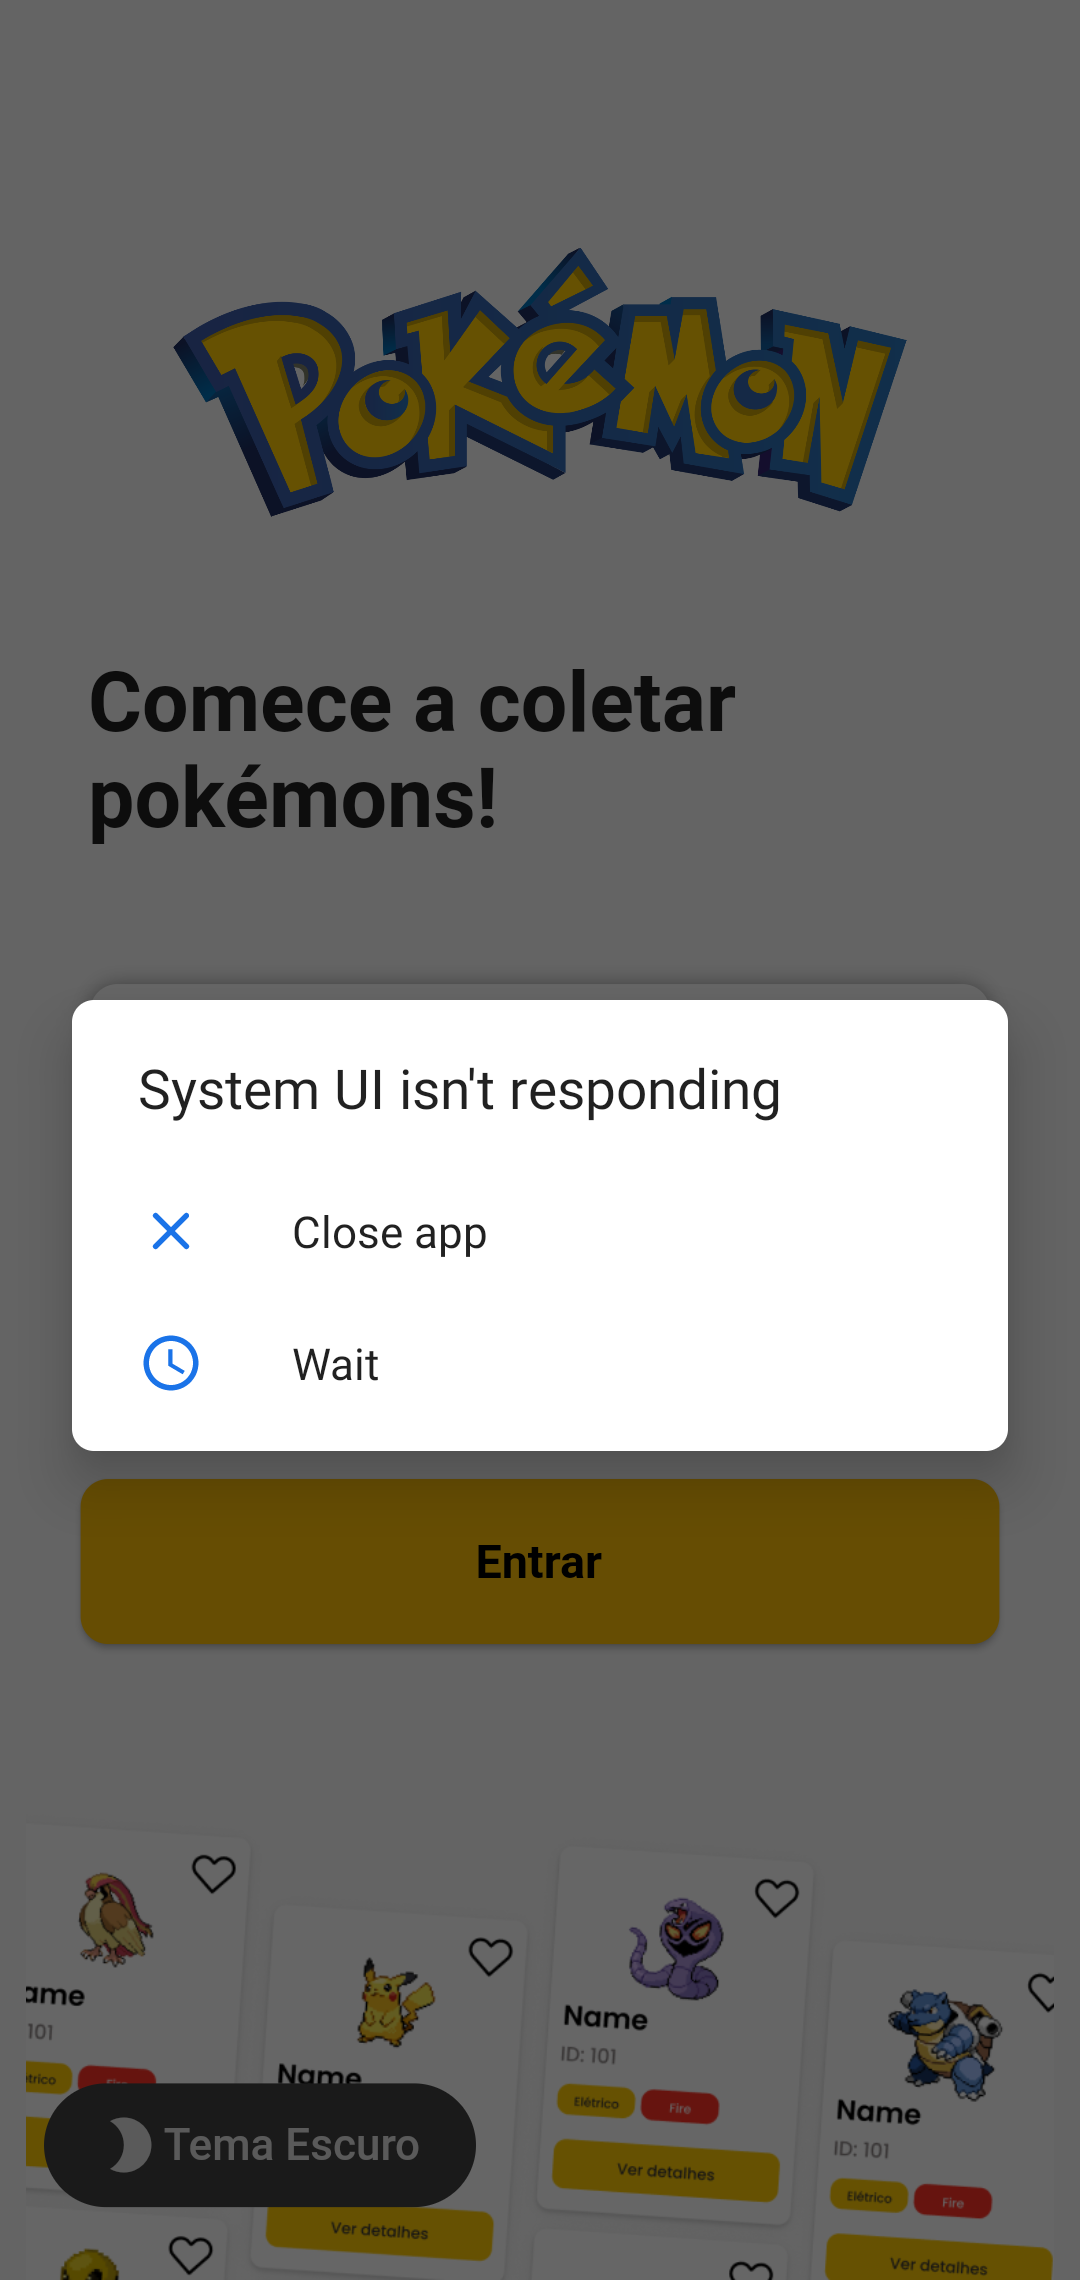 Pokémon
Comece a coletar
pokémons!
System UI isn't responding
Close app
Wait
Entrar
ame
101
trico Fire
Name
Tema Escuro
Ver detalhes
Name
ID: 101
Elétrico Fire
Ver detalhes
Name
ID: 101
Elétrico Fire
Ver detalhes